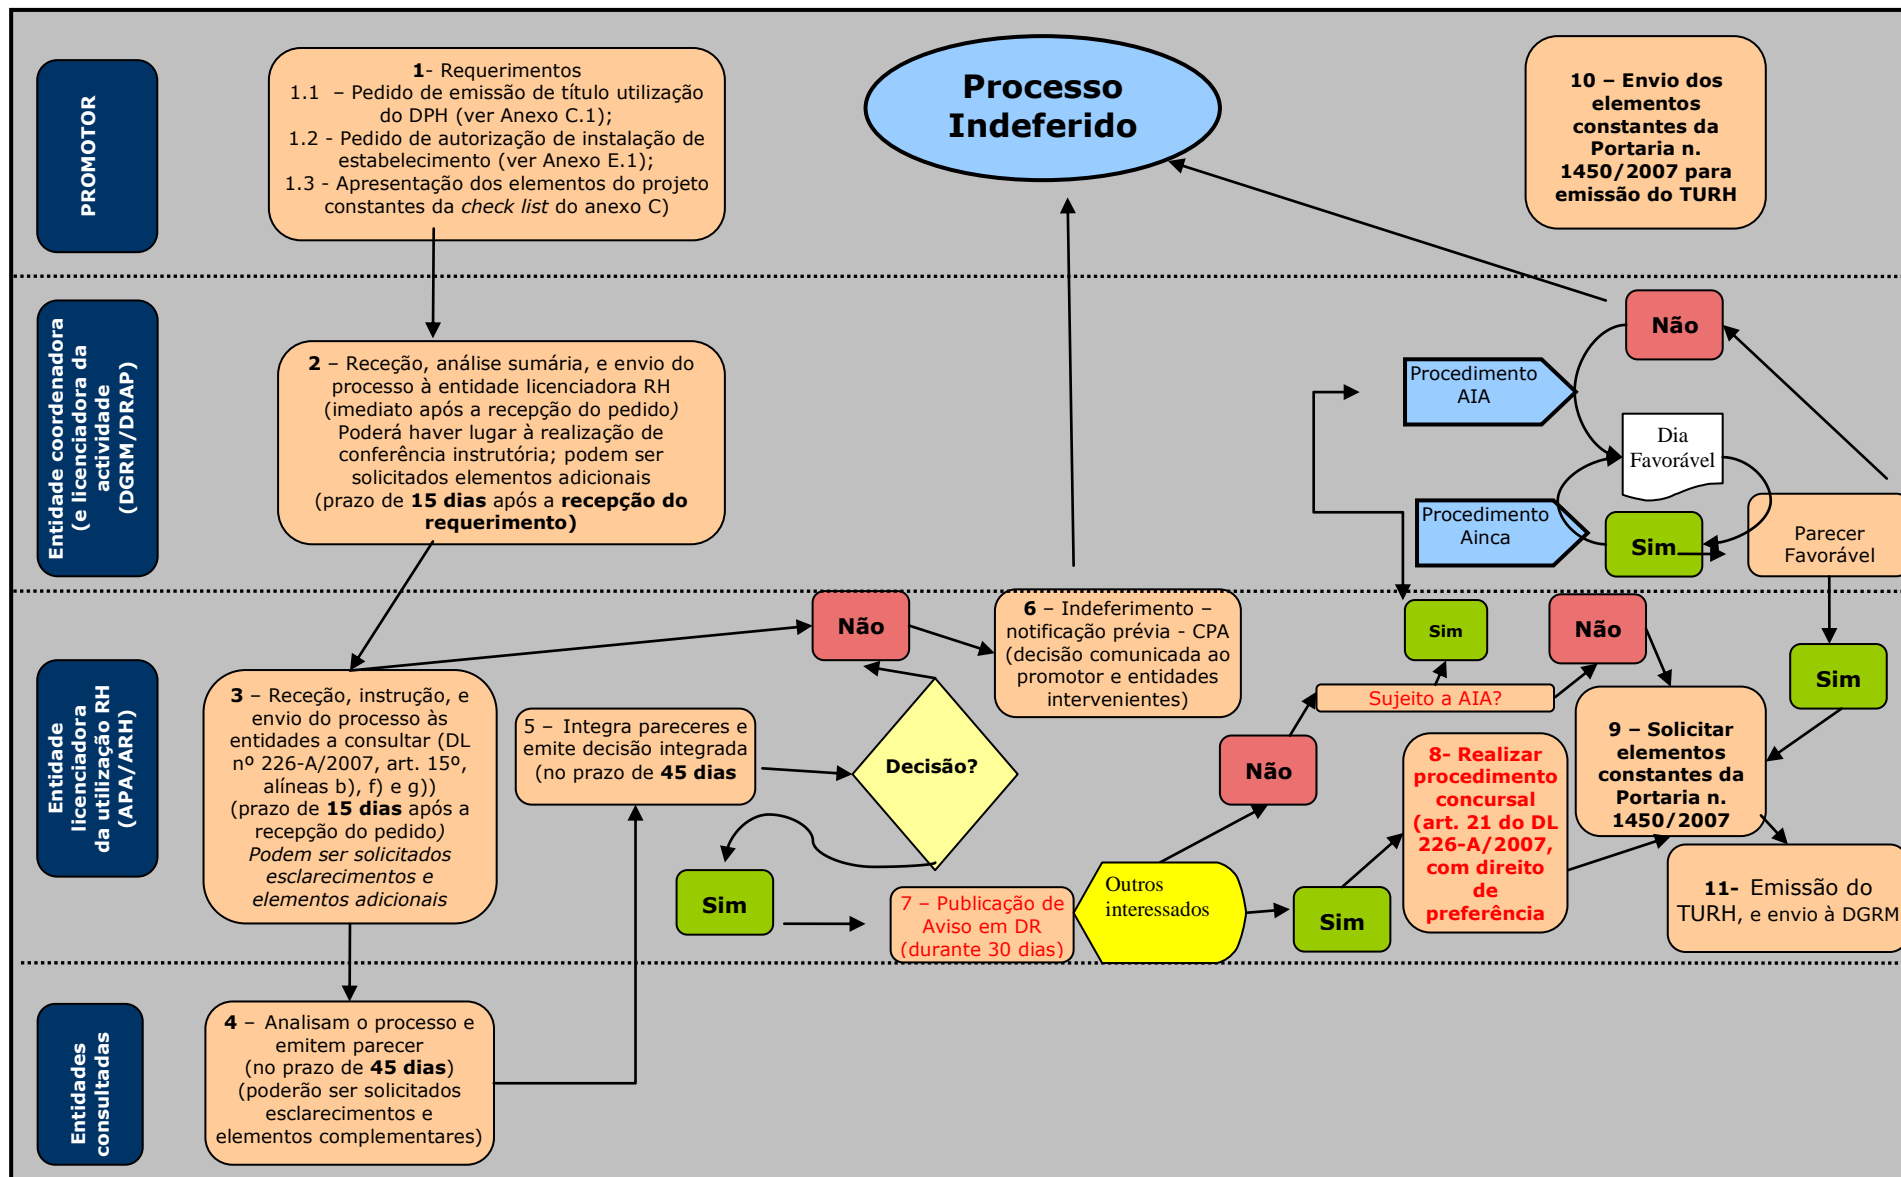 PROMOTOR
1- Requerimentos
1.1 – Pedido de emissão de título utilização
do DPH (ver Anexo C.1);
1.2 - Pedido de autorização de instalação de
estabelecimento (ver Anexo E.1);
1.3 - Apresentação dos elementos do projeto
constantes da check list do anexo C)
Processo
Indeferido
10 – Envio dos
elementos
constantes da
Portaria n.
1450/2007 para
emissão do TURH
Entidade coordenadora
(e licenciadora da
actividade
(DGRM/DRAP)
2 – Receção, análise sumária, e envio do
processo à entidade licenciadora RH
(imediato após a recepção do pedido)
Poderá haver lugar à realização de
conferência instrutória; podem ser
solicitados elementos adicionais
(prazo de 15 dias após a recepção do
requerimento)
Não
Procedimento
AIA
Dia
Favorável
Procedimento
Ainca
Sim
Parecer
Favorável
Entidade
licenciadora
da utilização RH
(APA/ARH)
3 – Receção, instrução, e
envio do processo às
entidades a consultar (DL
nº 226-A/2007, art. 15º,
alíneas b), f) e g))
(prazo de 15 dias após a
recepção do pedido)
Podem ser solicitados
esclarecimentos e
elementos adicionais
5 – Integra pareceres e
emite decisão integrada
(no prazo de 45 dias
Não
Decisão?
Sim
6 – Indeferimento –
notificação prévia - CPA
(decisão comunicada ao
promotor e entidades
intervenientes)
7 – Publicação de
Aviso em DR
(durante 30 dias)
Outros
interessados
Não
Sim
Sujeito a AIA?
Sim
Não
8- Realizar
procedimento
concursal
(art. 21 do DL
226-A/2007,
com direito
de
preferência
9 – Solicitar
elementos
constantes da
Portaria n.
1450/2007
Sim
11- Emissão do
TURH, e envio à DGRM
Entidades
consultadas
4 – Analisam o processo e
emitem parecer
(no prazo de 45 dias)
(poderão ser solicitados
esclarecimentos e
elementos complementares)